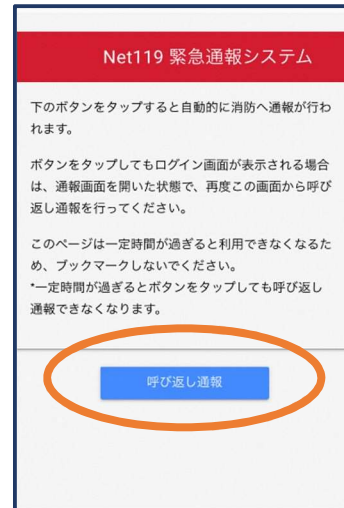 Net119 緊急通報システム
下のボタンをタップすると自動的に消防へ通報が行わ
れます。
ボタンをタップしてもログイン画面が表示される場合
は、通報画面を開いた状態で、再度この画面から呼び
返し通報を行ってください。
このページは一定時間が過ぎると利用できなくなるた
め、ブックマークしないでください。
*一定時間が過ぎるとボタンをタップしても呼び返し
通報できなくなります。
呼び返し通報